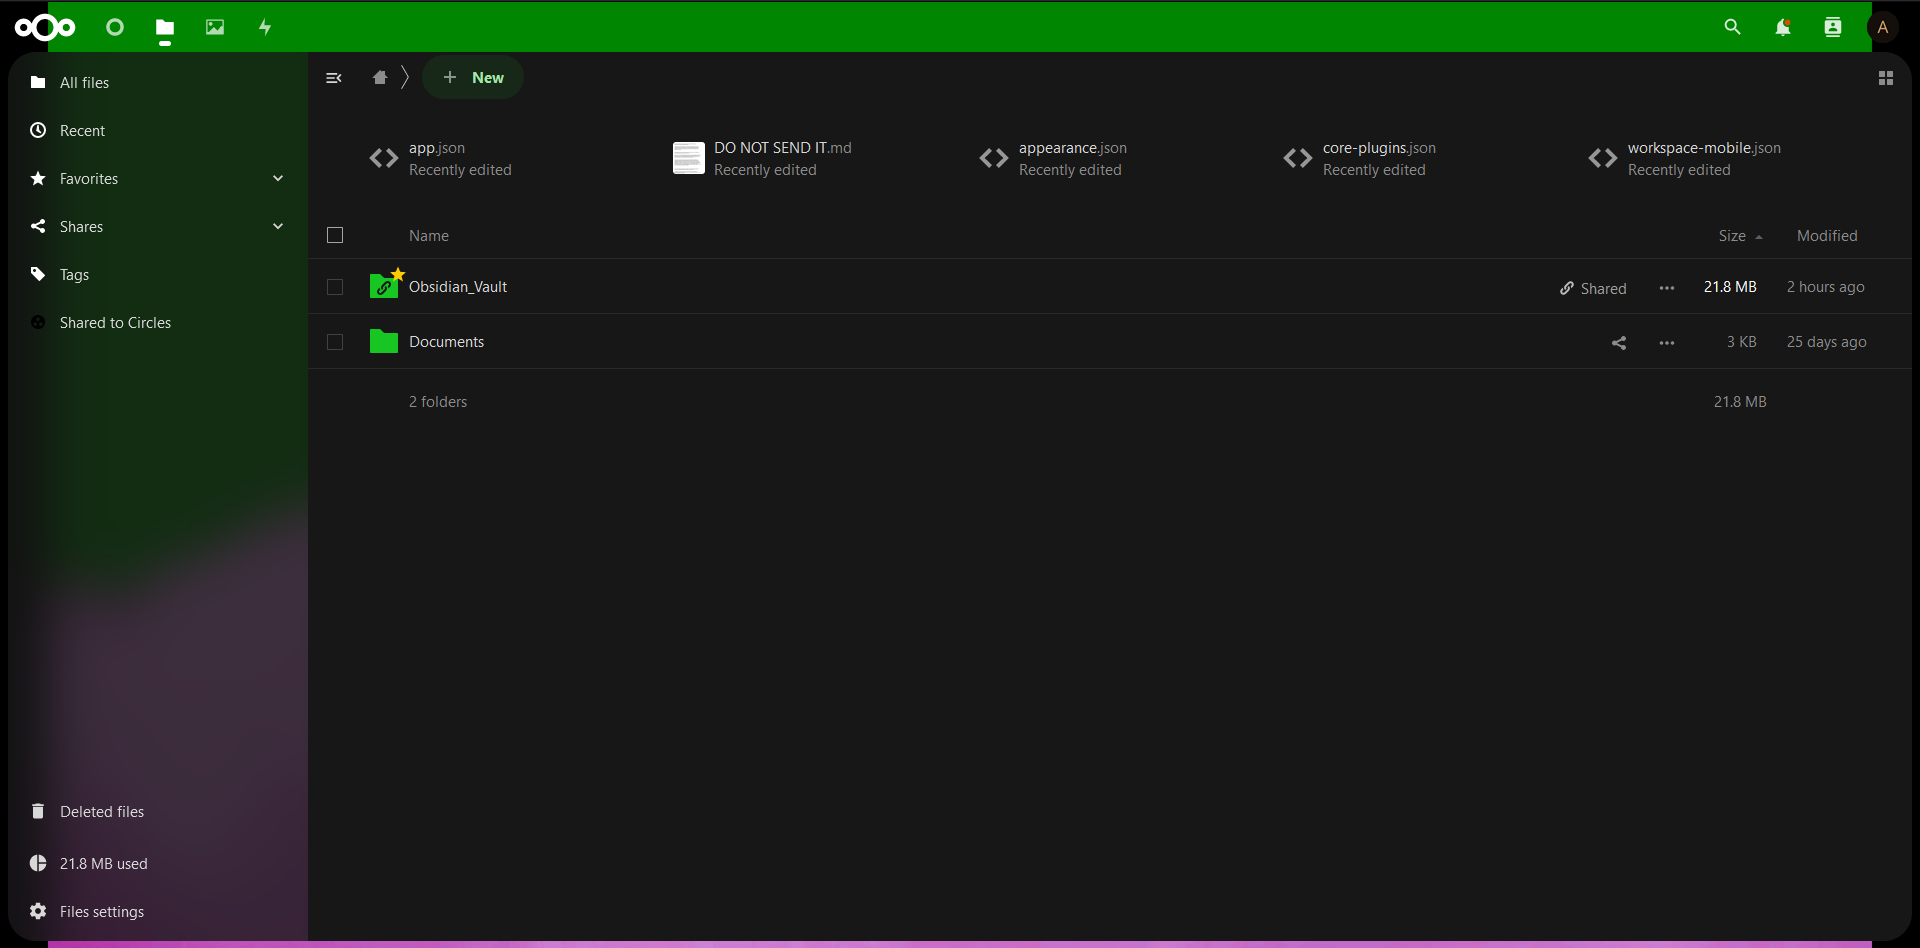 A
All files
Recent
Favorites
Shares
Tags
Shared to Circles
Deleted files
21.8 MB used
Files settings
New
app.json
Recently edited
DO NOT SEND IT.md
Recently edited
appearance.json
Recently edited
core-plugins.json
Recently edited
workspace-mobile.json
Recently edited
Name Size Modified
Obsidian_Vault Shared 21.8 MB 2 hours ago
Documents 3 KB 25 days ago
2 folders 21.8 MB